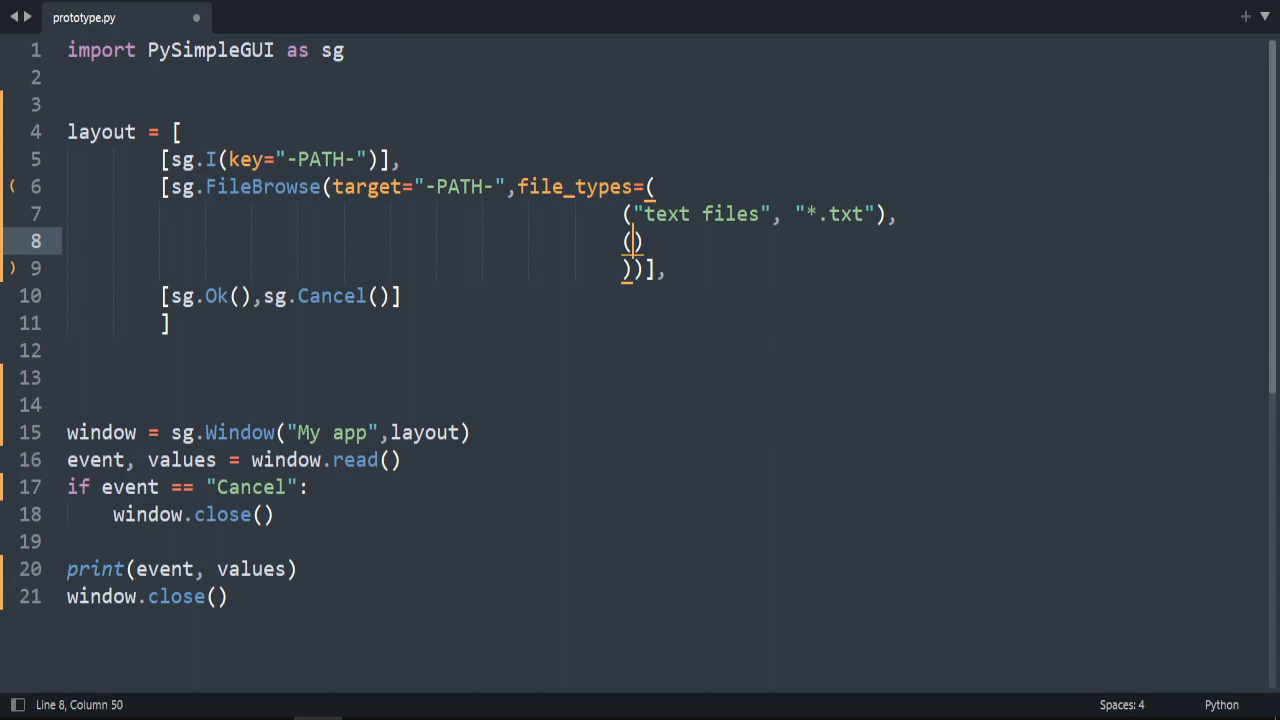 prototype.py
1 import PySimpleGUI as sg
2
3
4 layout = [
5 [sg.I(key="-PATH-")],
6 [sg.FileBrowse(target="-PATH-",file_types=(
7 ("text files", "*.txt"),
8 ()
9 ))],
10 [sg.Ok(),sg.Cancel()]
11 ]
12
13
14
15 window = sg.Window("My app",layout)
16 event, values = window.read()
17 if event == "Cancel":
18 window.close()
19
20 print(event, values)
21 window.close()
Line 8, Column 50 Spaces: 4 Python